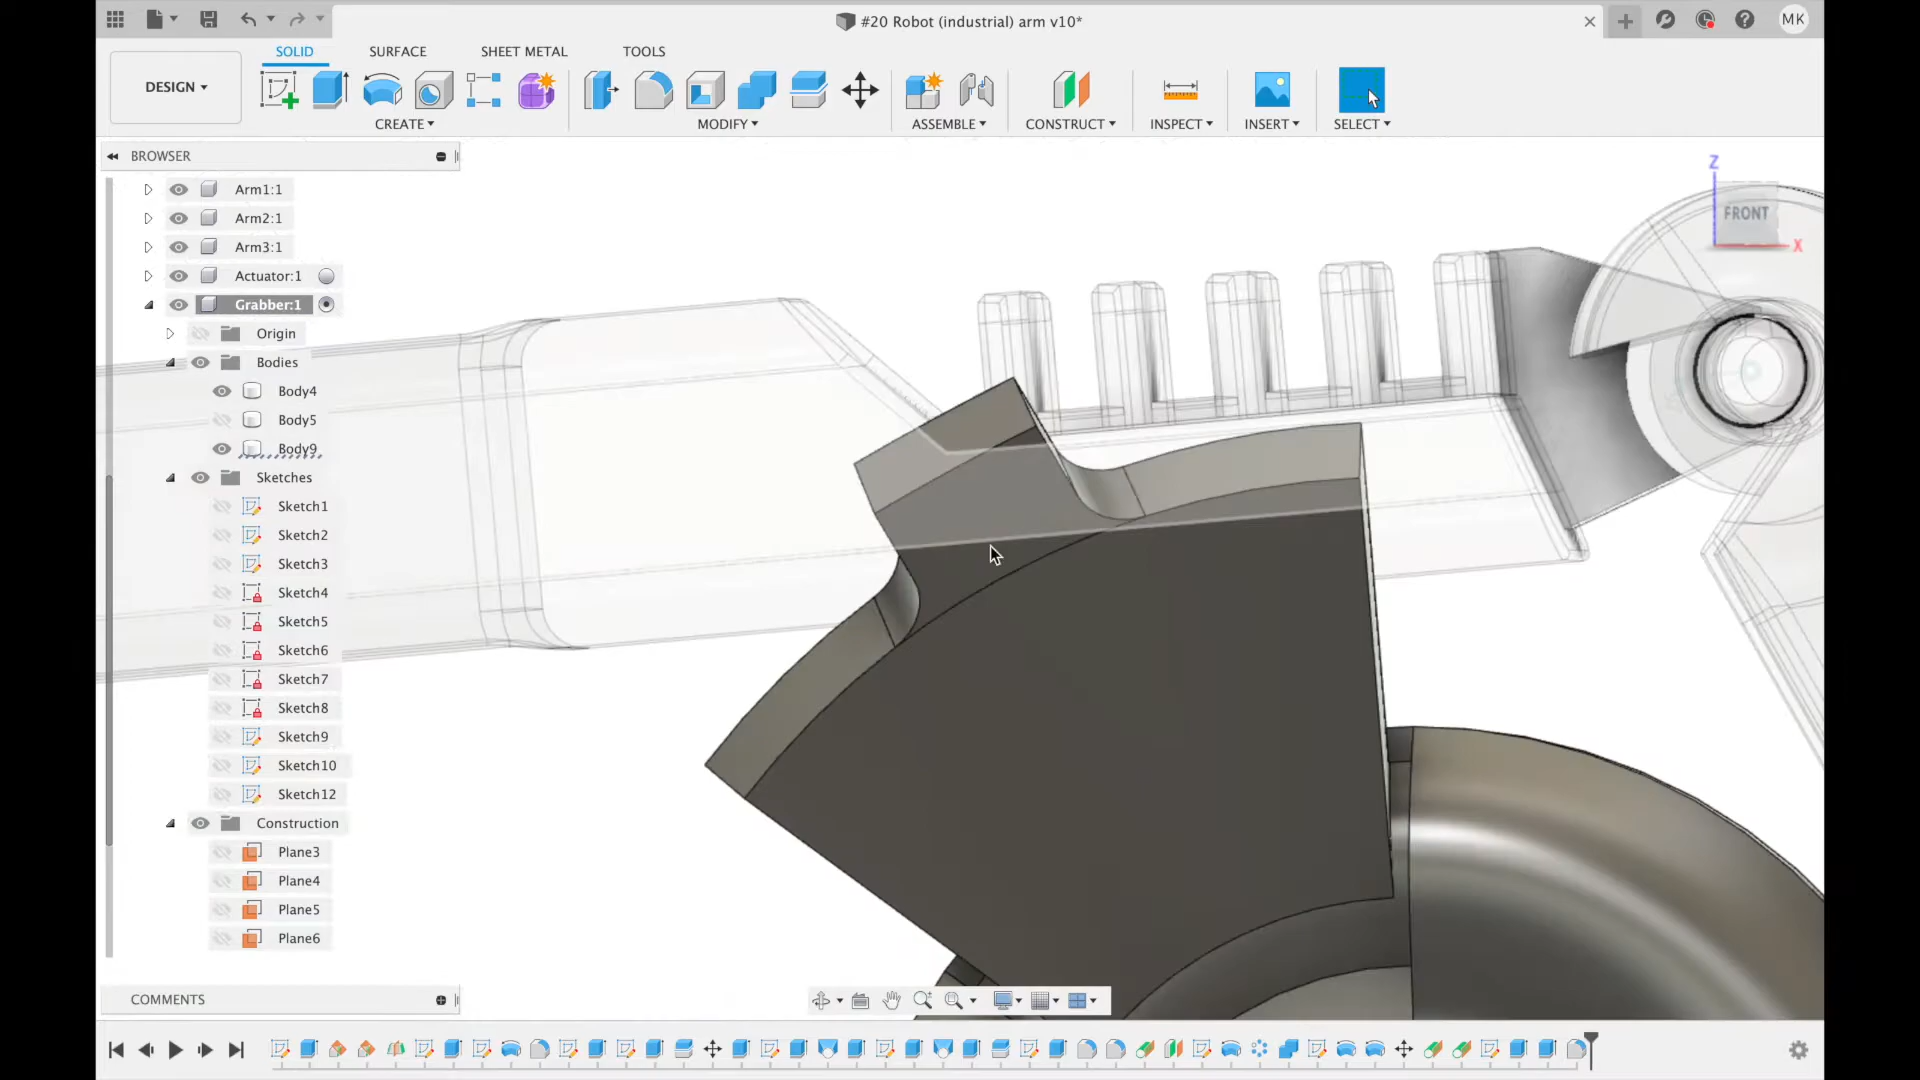 #20 Robot (industrial) arm v10*
MK
DESIGN
SOLID
SURFACE
SHEET METAL
TOOLS
CREATE
MODIFY
ASSEMBLE
CONSTRUCT
INSPECT
INSERT
SELECT
BROWSER
Arm1:1
Arm2:1
Arm3:1
Actuator:1
Grabber:1
Origin
Bodies
Body4
Body5
Body9
Sketches
Sketch1
Sketch2
Sketch3
Sketch4
Sketch5
Sketch6
Sketch7
Sketch8
Sketch9
Sketch10
Sketch12
Construction
Plane3
Plane4
Plane5
Plane6
COMMENTS
Z
FRONT
X